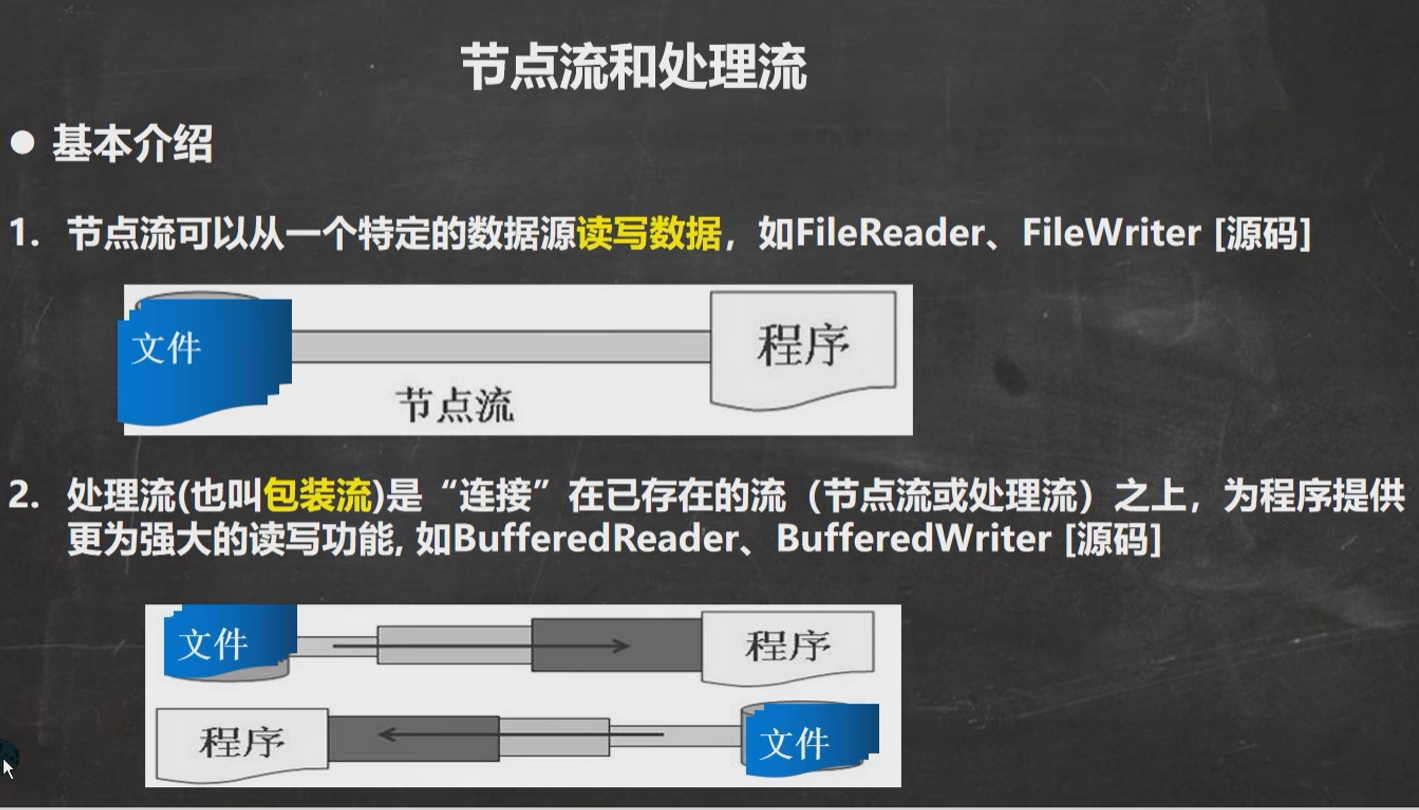 节点流和处理流
● 基本介绍
1. 节点流可以从一个特定的数据源读写数据，如FileReader、FileWriter [源码]
文件
程序
节点流
2. 处理流(也叫包装流)是“连接”在已存在的流（节点流或处理流）之上，为程序提供
更为强大的读写功能, 如BufferedReader、BufferedWriter [源码]
文件
程序
程序
文件